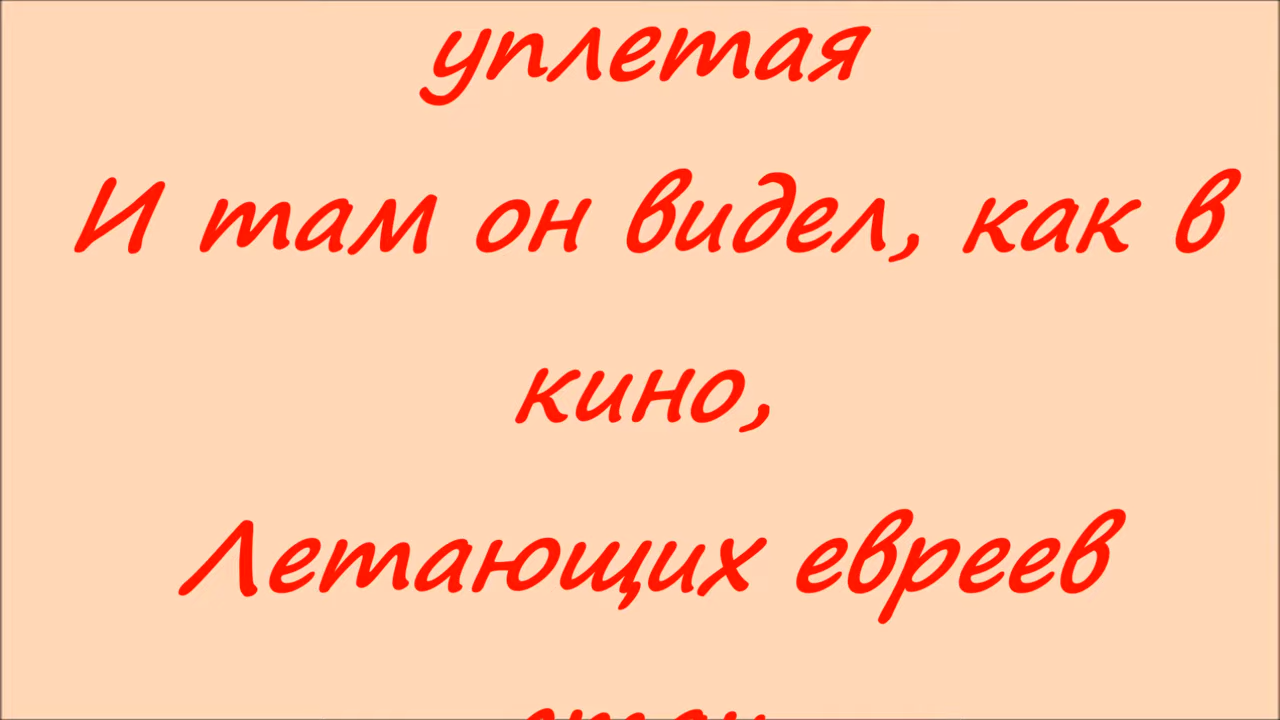 уплетая
И там он видел, как в
кино,
Летающих евреев